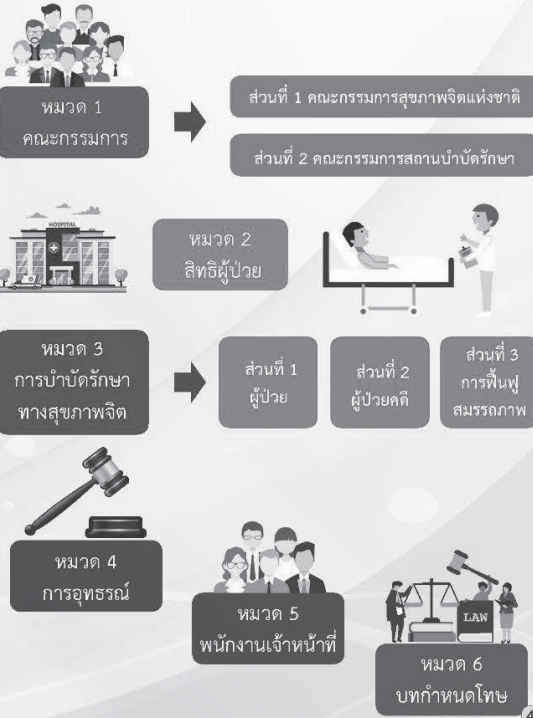 หมวด 1
คณะกรรมการ
ส่วนที่ 1 คณะกรรมการสุขภาพจิตแห่งชาติ
ส่วนที่ 2 คณะกรรมการสถานบำบัดรักษา
HOSPITAL
หมวด 2
สิทธิผู้ป่วย
หมวด 3
การบำบัดรักษา
ทางสุขภาพจิต
ส่วนที่ 1
ผู้ป่วย
ส่วนที่ 2
ผู้ป่วยคดี
ส่วนที่ 3
การฟื้นฟู
สมรรถภาพ
หมวด 4
การอุทธรณ์
หมวด 5
พนักงานเจ้าหน้าที่
LAW
หมวด 6
บทกำหนดโทษ
4